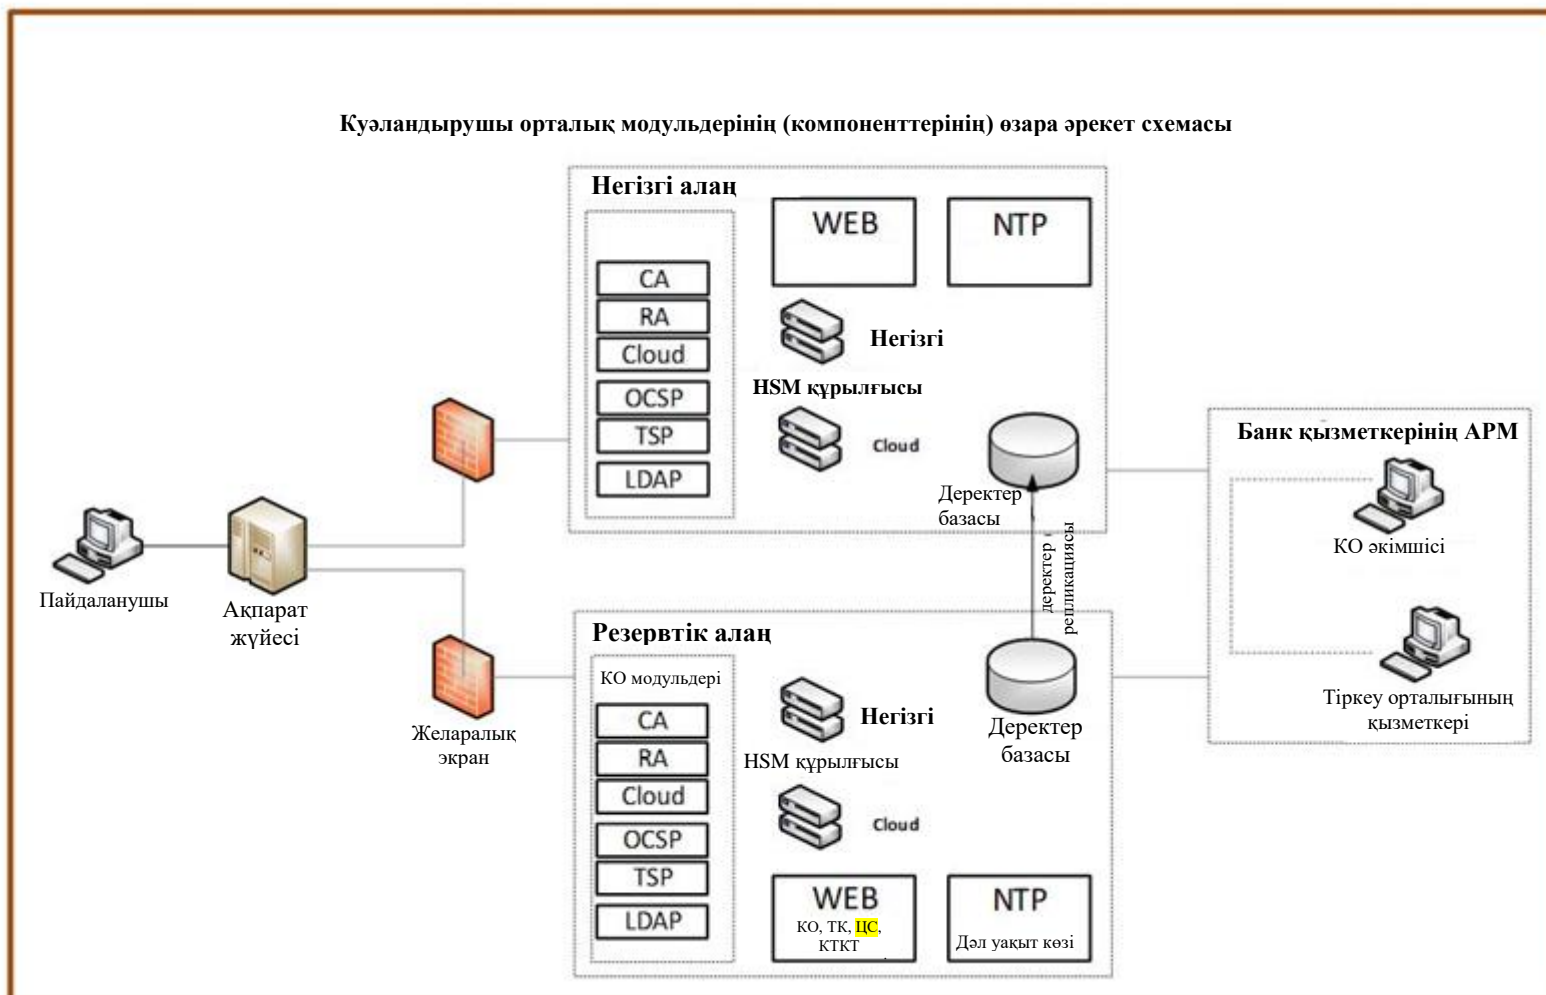 Куәландырушы орталық модульдерінің (компоненттерінің) өзара әрекет схемасы
Негізгі алаң
WEB
NTP
CA
RA
Cloud
OCSP
TSP
LDAP
Негізгі
HSM құрылғысы
Cloud
Деректер
базасы
деректер
репликациясы
Банк қызметкерінің АРМ
КО әкімшісі
Тіркеу орталығының
қызметкері
Пайдаланушы
Ақпарат
жүйесі
Желаралық
экран
Резервтік алаң
КО модульдері
CA
RA
Cloud
OCSP
TSP
LDAP
Негізгі
HSM құрылғысы
Cloud
Деректер
базасы
WEB
КО, ТК, ЦС,
КТКТ
NTP
Дәл уақыт көзі